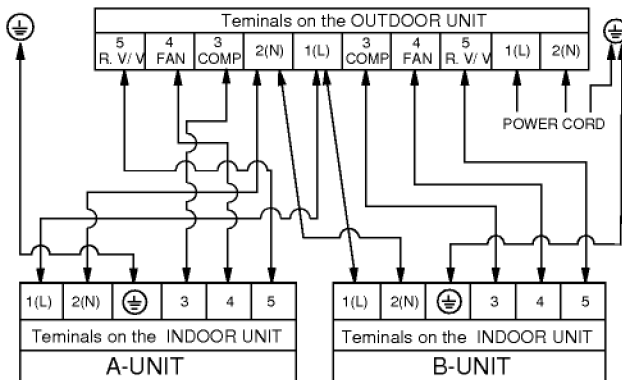 Teminals on the OUTDOOR UNIT
5 R. V/ V 4 FAN 3 COMP 2(N) 1(L) 3 COMP 4 FAN 5 R. V/ V 1(L) 2(N)
POWER CORD
1(L) 2(N) 3 4 5
Teminals on the INDOOR UNIT
A-UNIT
1(L) 2(N) 3 4 5
Teminals on the INDOOR UNIT
B-UNIT